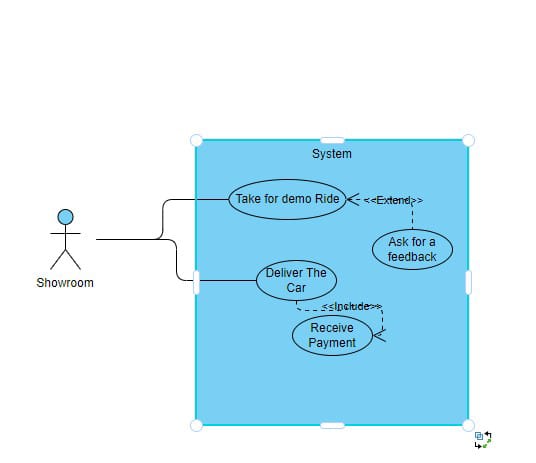 System
Take for demo Ride
<<Extend>>
Ask for a
feedback
Showroom
Deliver The
Car
<<Include>>
Receive
Payment